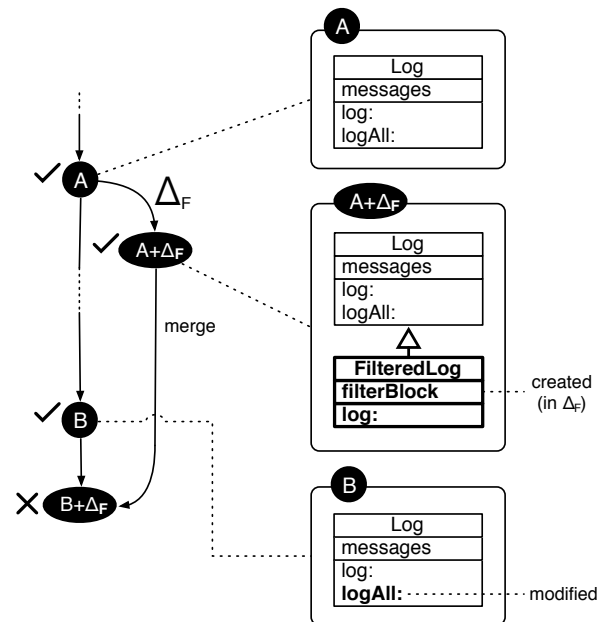 A
Log
messages
log:
logAll:
A
ΔF
A+ΔF
merge
B
B+ΔF
A+ΔF
Log
messages
log:
logAll:
FilteredLog
filterBlock
log:
created
(in ΔF)
B
Log
messages
log:
logAll:
modified